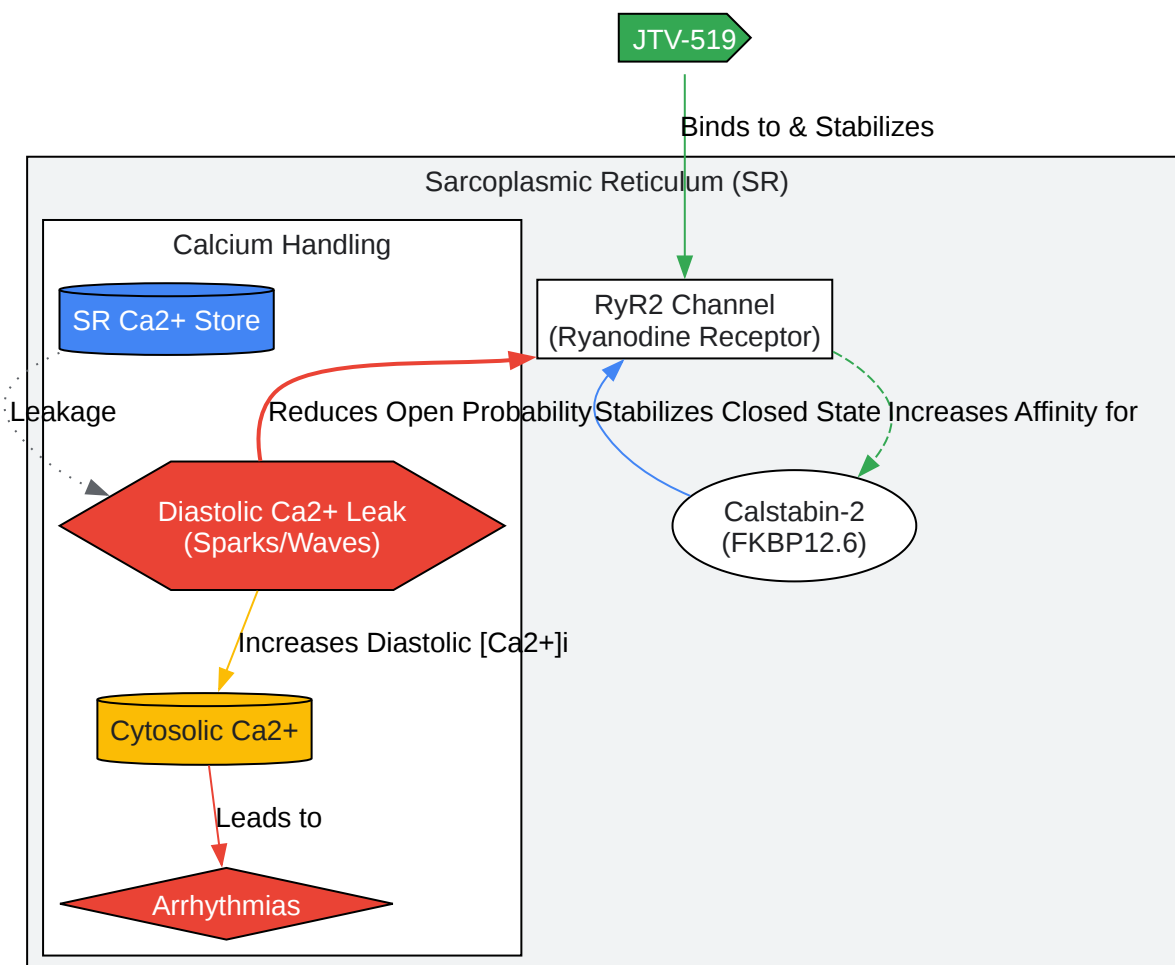 JTV-519
Binds to & Stabilizes
Sarcoplasmic Reticulum (SR)
Calcium Handling
SR Ca2+ Store
RyR2 Channel
(Ryanodine Receptor)
Leakage
Reduces Open Probability
Stabilizes Closed State
Increases Affinity for
Diastolic Ca2+ Leak
(Sparks/Waves)
Calstabin-2
(FKBP12.6)
Increases Diastolic [Ca2+]i
Cytosolic Ca2+
Leads to
Arrhythmias